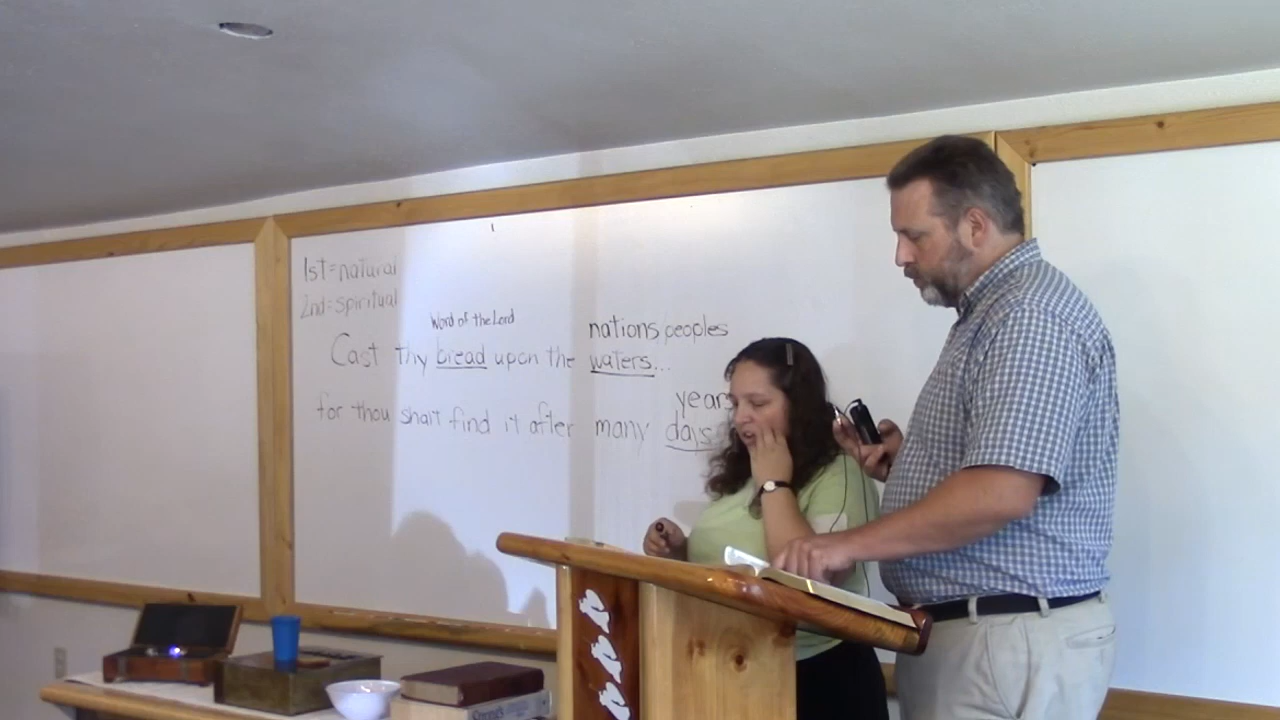 1st=natural
2nd=spiritual
Word of the Lord
nations/peoples
Cast thy bread upon the waters...
years
for thou shalt find it after many days